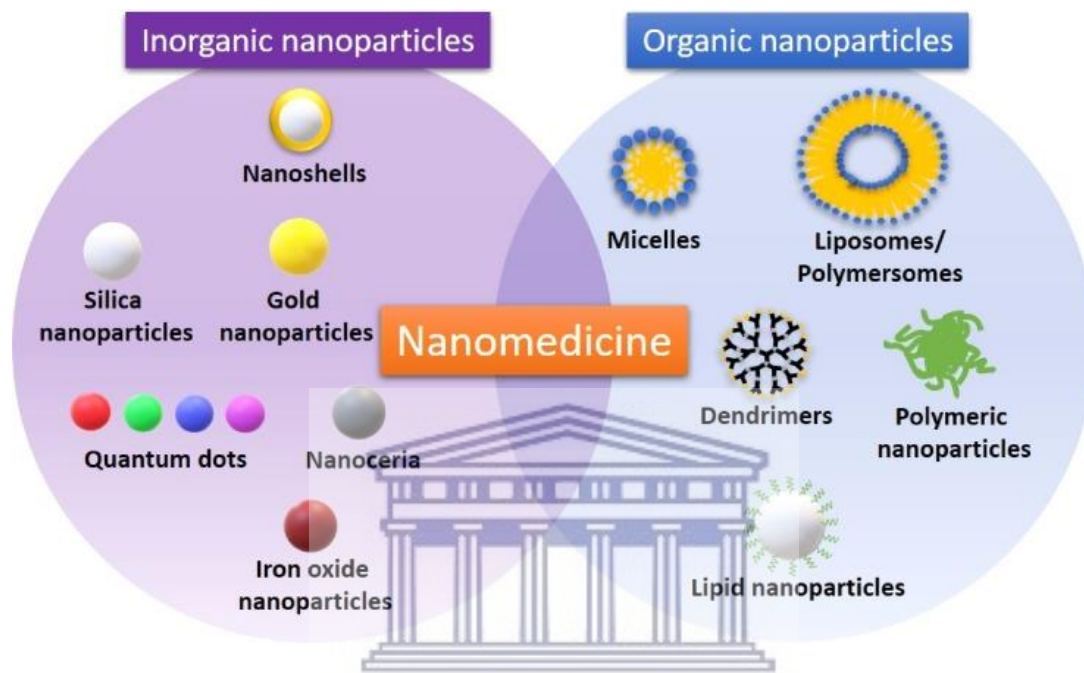 Inorganic nanoparticles
Organic nanoparticles
Nanoshells
Micelles
Liposomes/
Polymersomes
Silica
nanoparticles
Gold
nanoparticles
Nanomedicine
Dendrimers
Polymeric
nanoparticles
Quantum dots
Nanoceria
Iron oxide
nanoparticles
Lipid nanoparticles